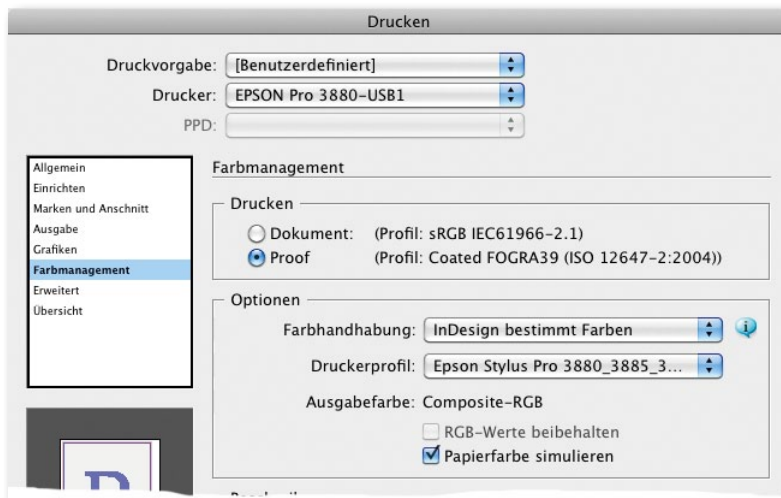 Drucken
Druckvorgabe: [Benutzerdefiniert]
Drucker: EPSON Pro 3880-USB1
PPD:
Allgemein
Einrichten
Marken und Anschnitt
Ausgabe
Grafiken
Farbmanagement
Erweitert
Übersicht
Farbmanagement
Drucken
Dokument: (Profil: sRGB IEC61966-2.1)
Proof (Profil: Coated FOGRA39 (ISO 12647-2:2004))
Optionen
Farbhandhabung: InDesign bestimmt Farben
Druckerprofil: Epson Stylus Pro 3880_3885_3...
Ausgabefarbe: Composite-RGB
RGB-Werte beibehalten
Papierfarbe simulieren